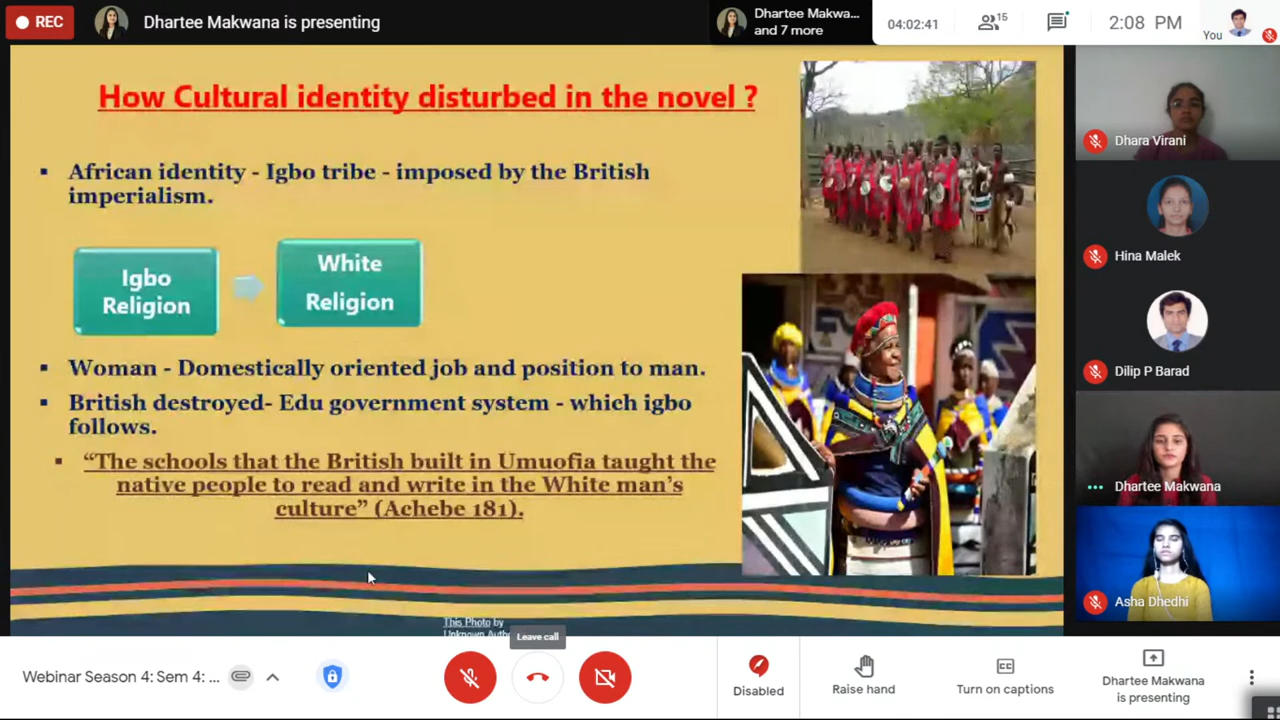 REC
Dhartee Makwana is presenting
Dhartee Makwa...
and 7 more
04:02:41
15
2:08 PM
You
How Cultural identity disturbed in the novel ?
▪ African identity - Igbo tribe - imposed by the British
imperialism.
Igbo
Religion
White
Religion
▪ Woman - Domestically oriented job and position to man.
▪ British destroyed- Edu government system - which igbo
follows.
▪ “The schools that the British built in Umuofia taught the
native people to read and write in the White man’s
culture” (Achebe 181).
This Photo by
Unknown Autho
Dhara Virani
Hina Malek
Dilip P Barad
Dhartee Makwana
Asha Dhedhi
Leave call
Webinar Season 4: Sem 4: ...
Disabled
Raise hand
CC
Turn on captions
Dhartee Makwana
is presenting